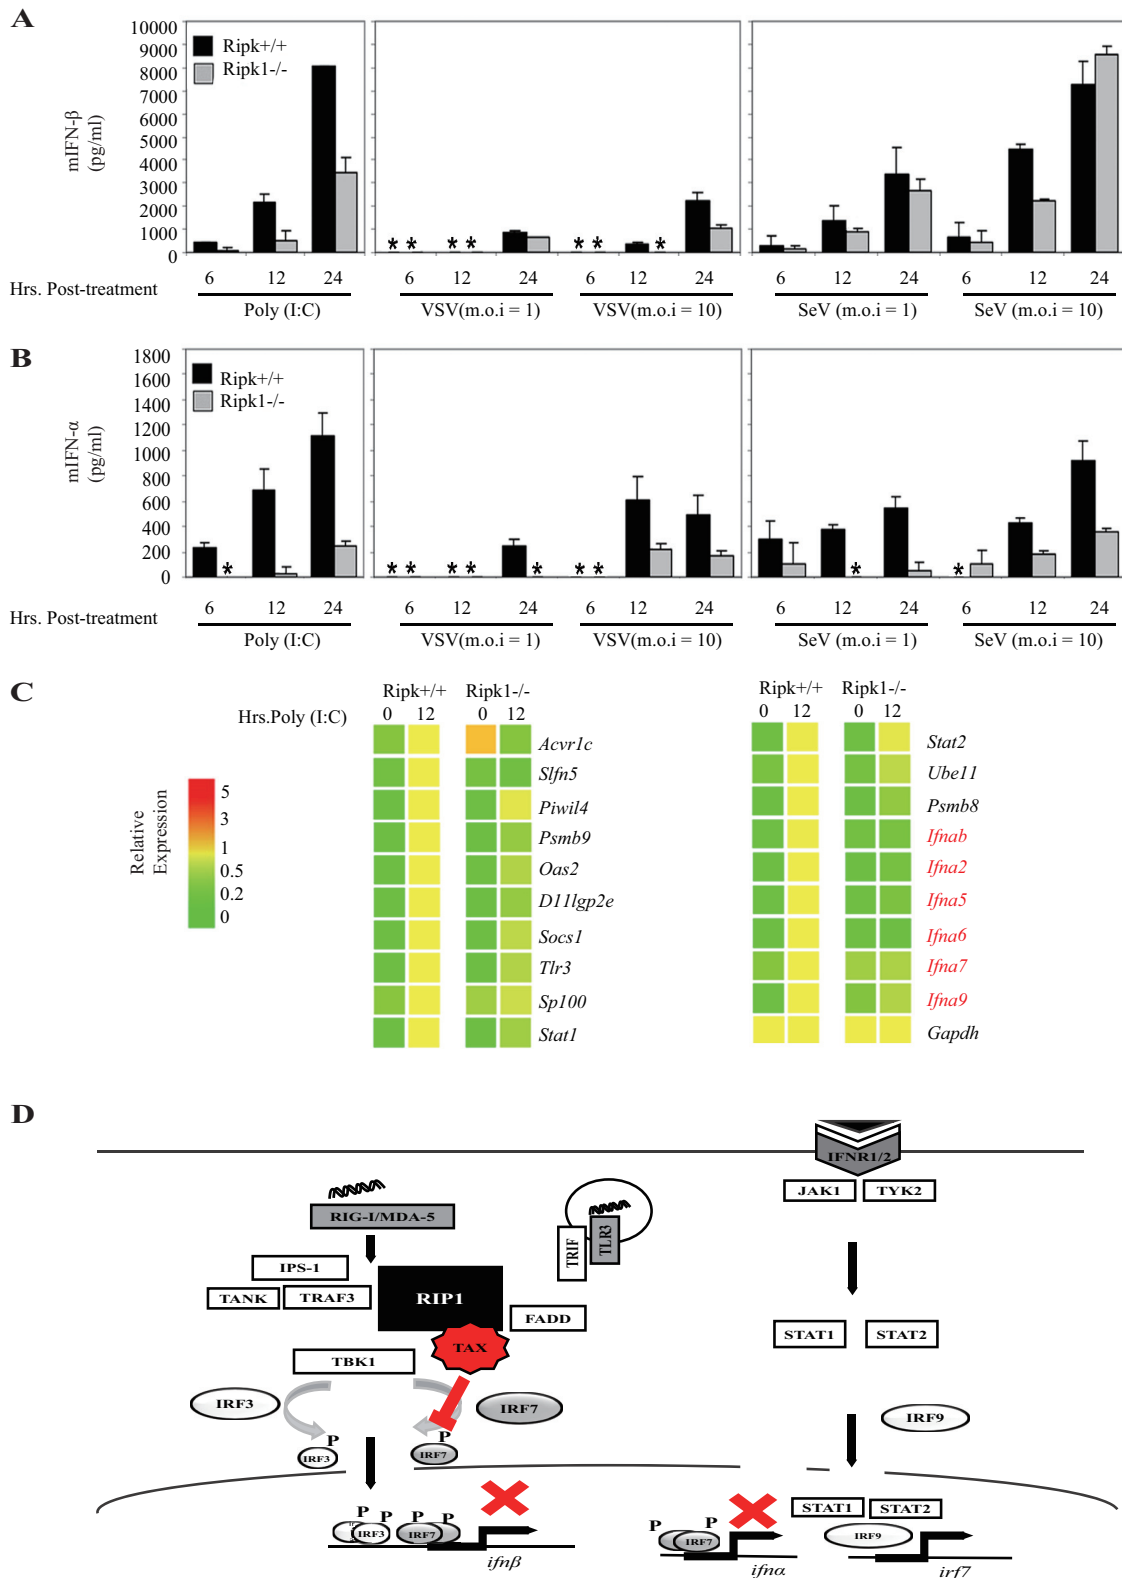 A
10000
9000
8000
7000
6000
5000
4000
3000
2000
1000
0
mIFN-β
(pg/ml)
Ripk+/+
Ripk1-/-
* * * * * * *
6 12 24 6 12 24 6 12 24 6 12 24 6 12 24
Hrs. Post-treatment
Poly (I:C) VSV(m.o.i = 1) VSV(m.o.i = 10) SeV (m.o.i = 1) SeV (m.o.i = 10)
B
1800
1600
1400
1200
1000
800
600
400
200
0
mIFN-α
(pg/ml)
Ripk+/+
Ripk1-/-
* * * * * * * * * *
6 12 24 6 12 24 6 12 24 6 12 24 6 12 24
Hrs. Post-treatment
Poly (I:C) VSV(m.o.i = 1) VSV(m.o.i = 10) SeV (m.o.i = 1) SeV (m.o.i = 10)
C
Ripk+/+ Ripk1-/-
Hrs.Poly (I:C) 0 12 0 12
Acvr1c
Slfn5
Piwil4
Psmb9
Oas2
D11lgp2e
Socs1
Tlr3
Sp100
Stat1
Relative
Expression
5
3
1
0.5
0.2
0
Ripk+/+ Ripk1-/-
0 12 0 12
Stat2
Ube11
Psmb8
Ifnab
Ifna2
Ifna5
Ifna6
Ifna7
Ifna9
Gapdh
D
IFNR1/2
JAK1 TYK2
RIG-I/MDA-5
TRIF
TLR3
IPS-1
TANK TRAF3 RIP1
FADD
TAX
TBK1
STAT1 STAT2
IRF3 IRF7
IRF9
P P
IRF3 IRF7
P P P P
IRF3 IRF7
ifnβ
P P
IRF7
ifnα
STAT1 STAT2
IRF9
irf7